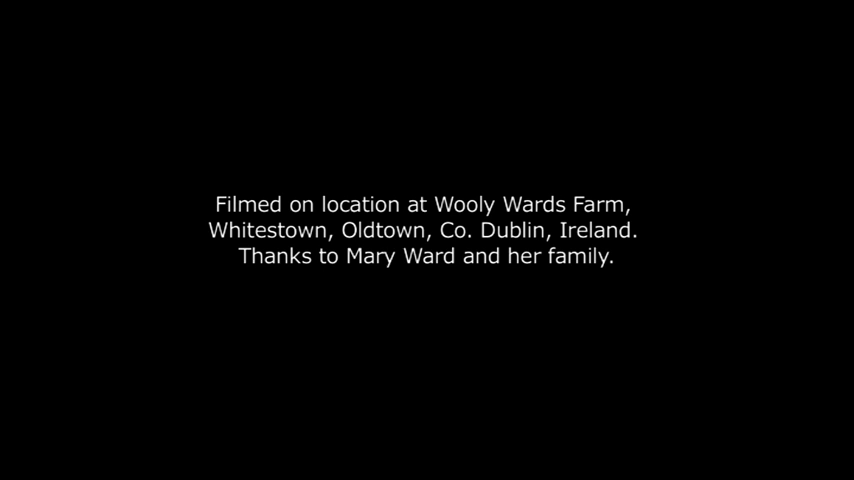 Filmed on location at Wooly Wards Farm,
Whitestown, Oldtown, Co. Dublin, Ireland.
Thanks to Mary Ward and her family.